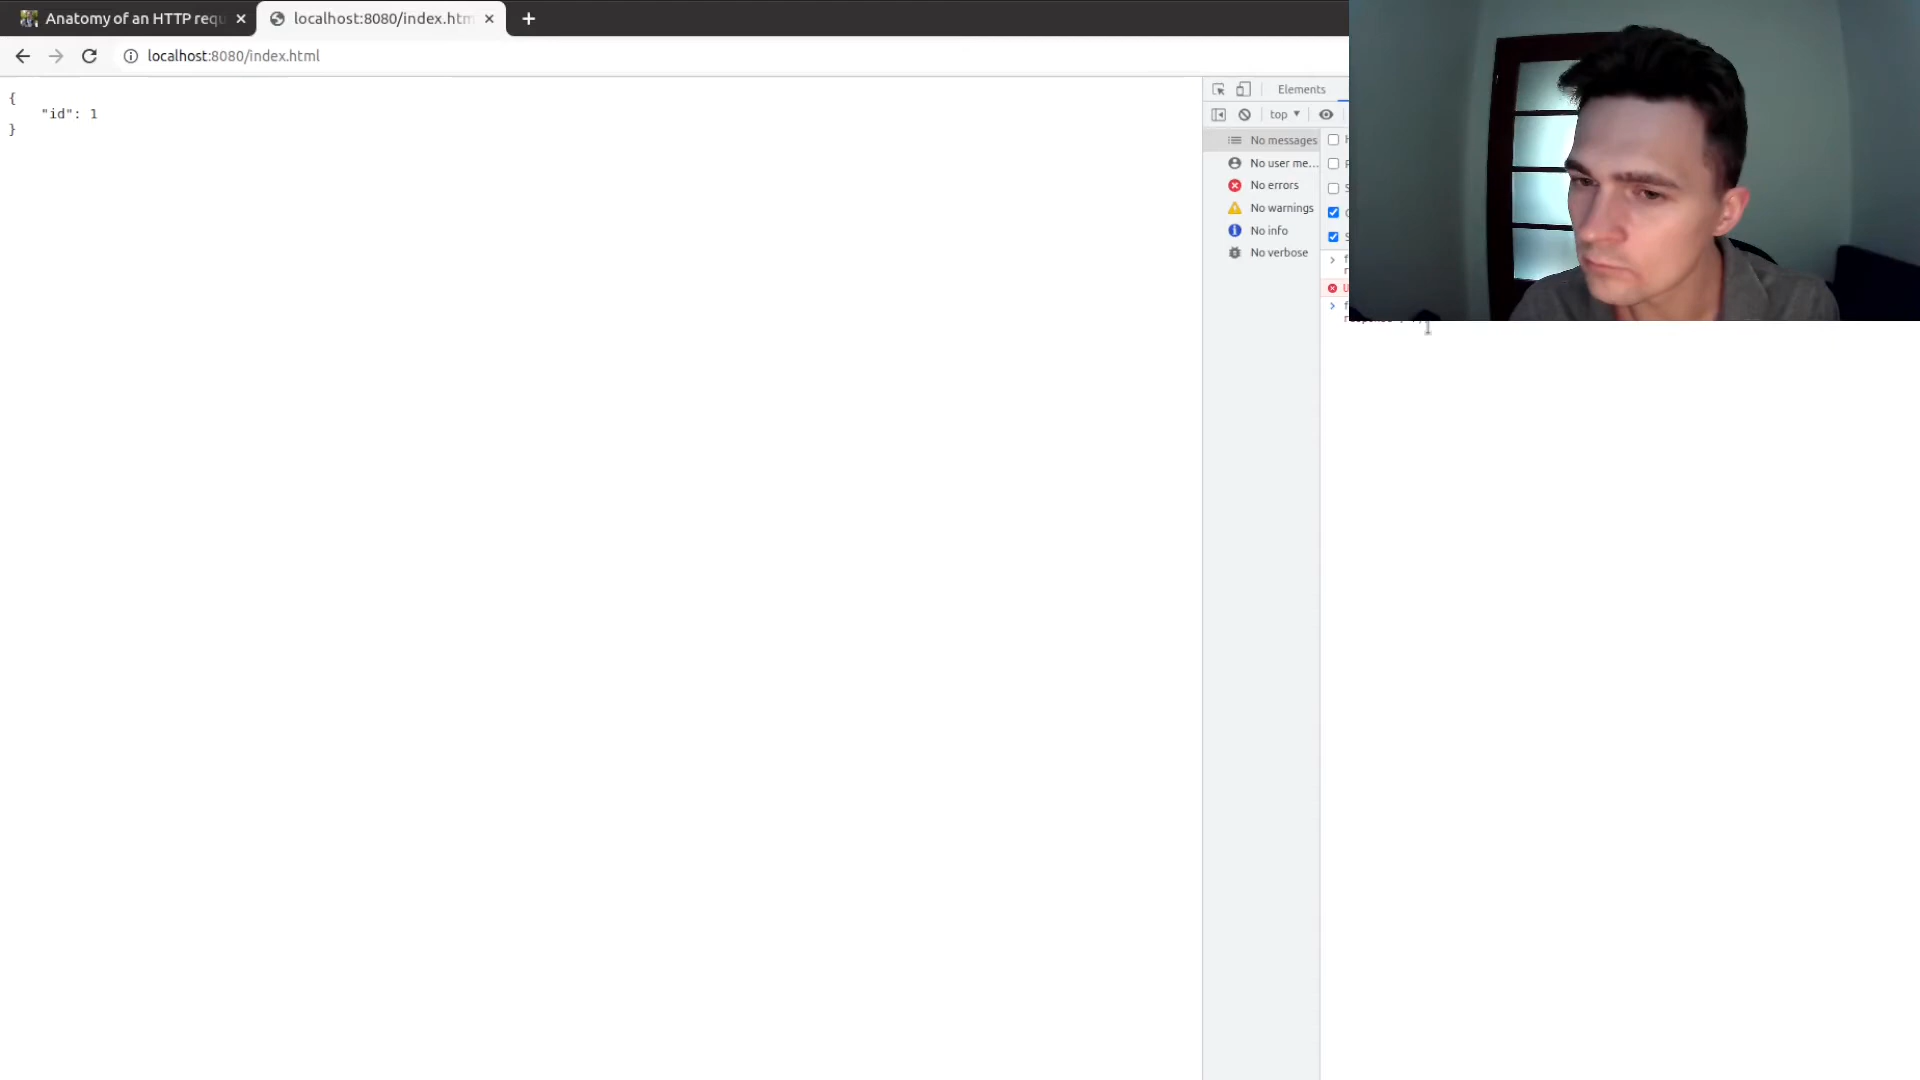 Anatomy of an HTTP requ
localhost:8080/index.htm
localhost:8080/index.html
{
"id": 1
}
Elements
top
No messages
No user me...
No errors
No warnings
No info
No verbose